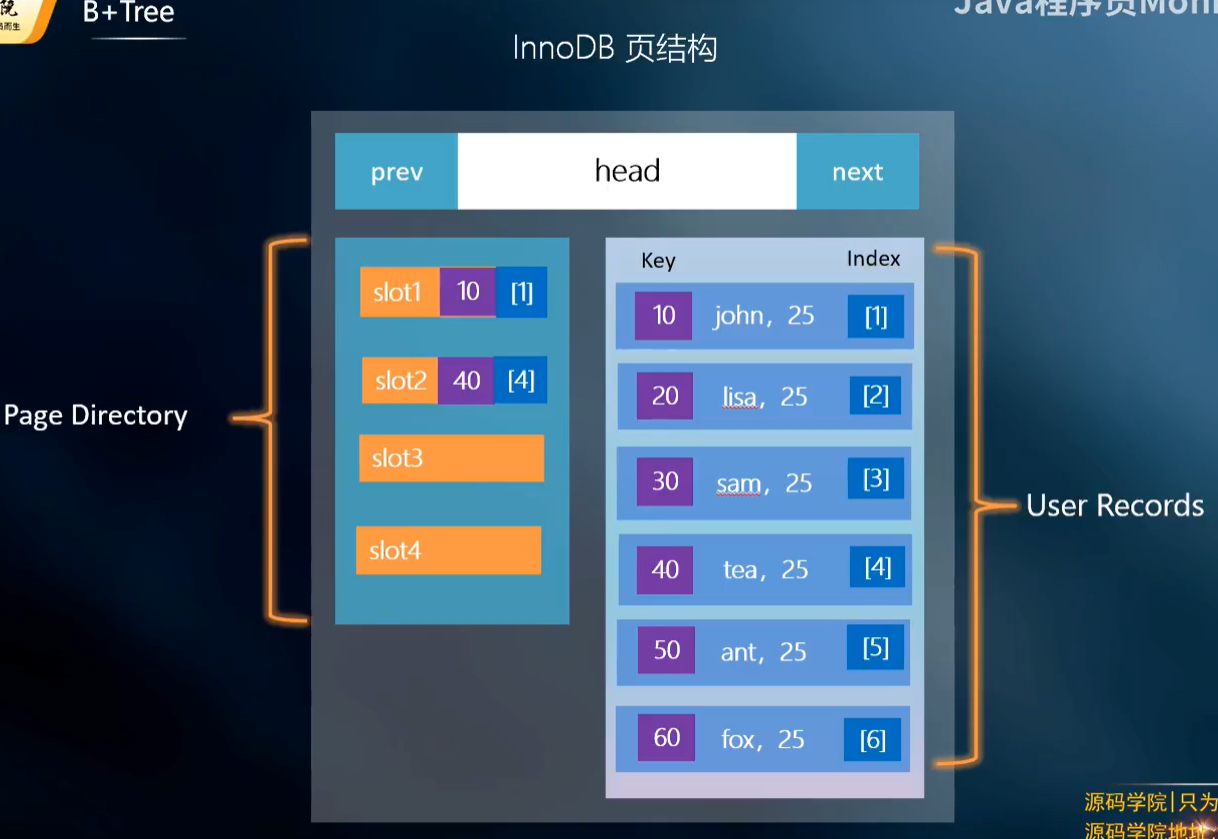 院
而生
B+Tree
Java程序员Mon
InnoDB 页结构
prev
head
next
Page Directory
slot1 10 [1]
slot2 40 [4]
slot3
slot4
Key Index
10 john, 25 [1]
20 lisa, 25 [2]
30 sam, 25 [3]
40 tea, 25 [4]
50 ant, 25 [5]
60 fox, 25 [6]
User Records
源码学院|只为
源码学院地址